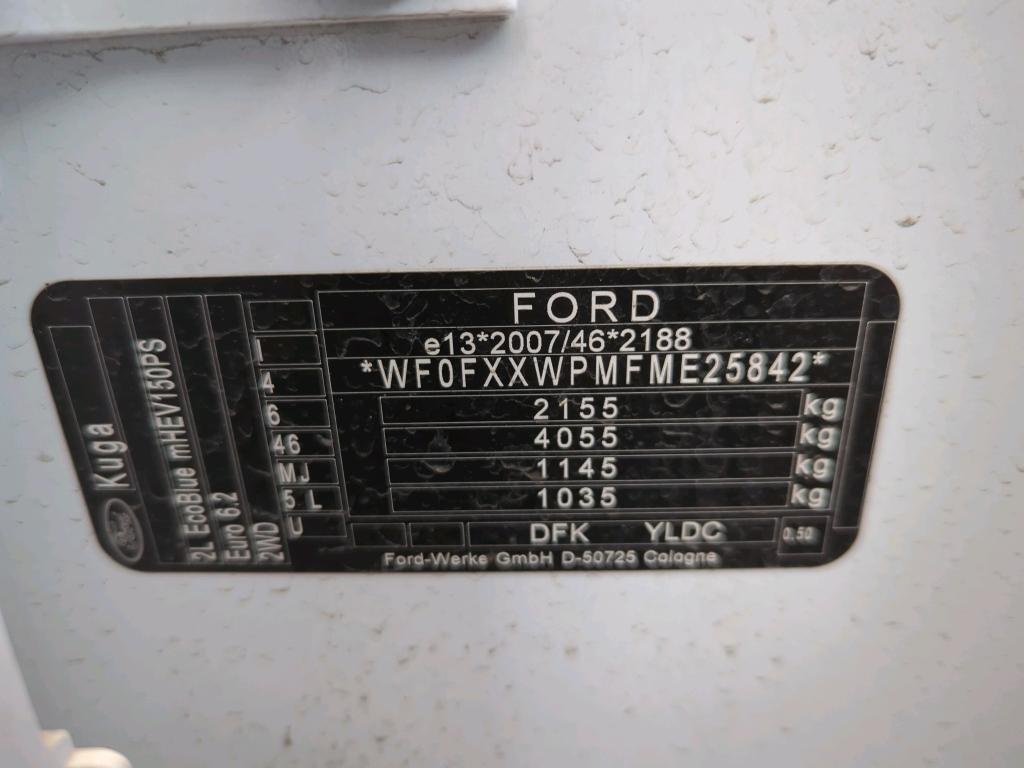 FORD
e13*2007/46*2188
*WF0FXXWPMFME25842*
2155 kg
4055 kg
1145 kg
1035 kg
DFK YLDC 0.50
Ford-Werke GmbH D-50725 Cologne
Ford
Kuga
2L EcoBlue mHEV150PS
Euro 6.2
2WD
I
4
6
46
MJ
5 L
U